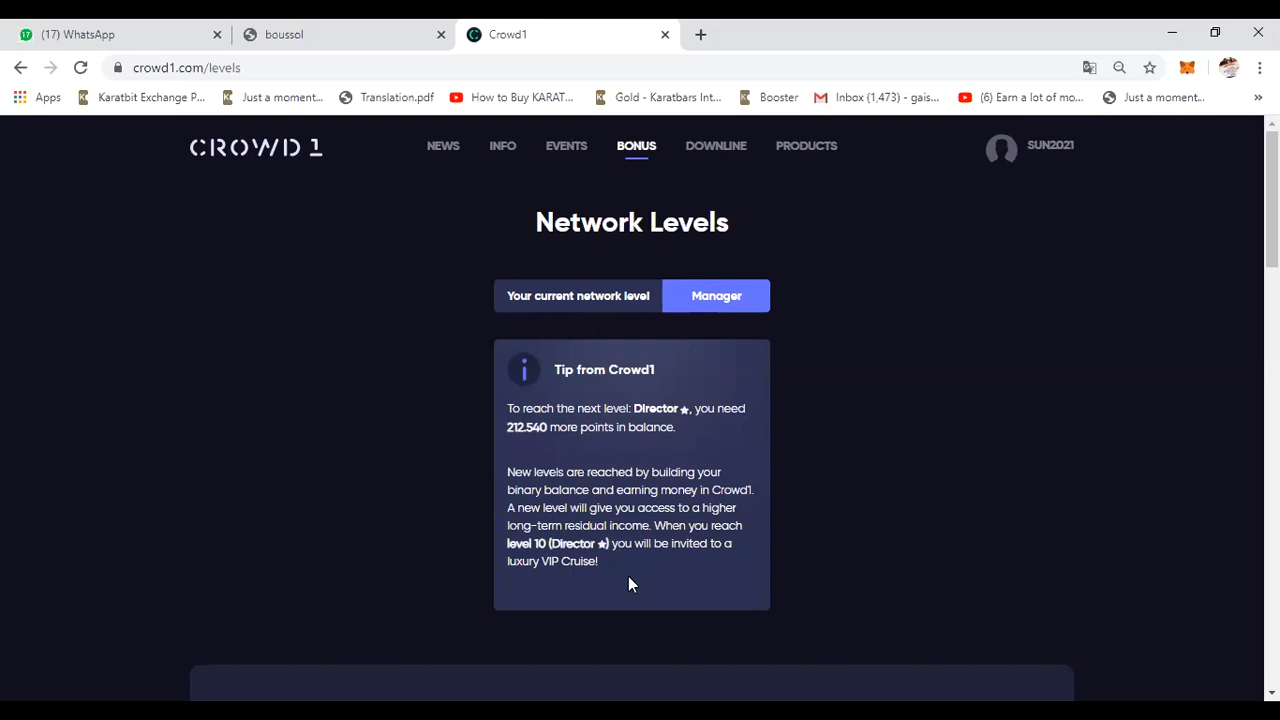 (17) WhatsApp
boussol
Crowd1
crowd1.com/levels
Apps
Karatbit Exchange P...
Just a moment...
Translation.pdf
How to Buy KARAT...
Gold - Karatbars Int...
Booster
Inbox (1,473) - gais...
(6) Earn a lot of mo...
Just a moment...
CROWD 1
NEWS
INFO
EVENTS
BONUS
DOWNLINE
PRODUCTS
SUN2021
Network Levels
Your current network level
Manager
Tip from Crowd1
To reach the next level: Director ★, you need
212.540 more points in balance.
New levels are reached by building your
binary balance and earning money in Crowd1.
A new level will give you access to a higher
long-term residual income. When you reach
level 10 (Director ★) you will be invited to a
luxury VIP Cruise!